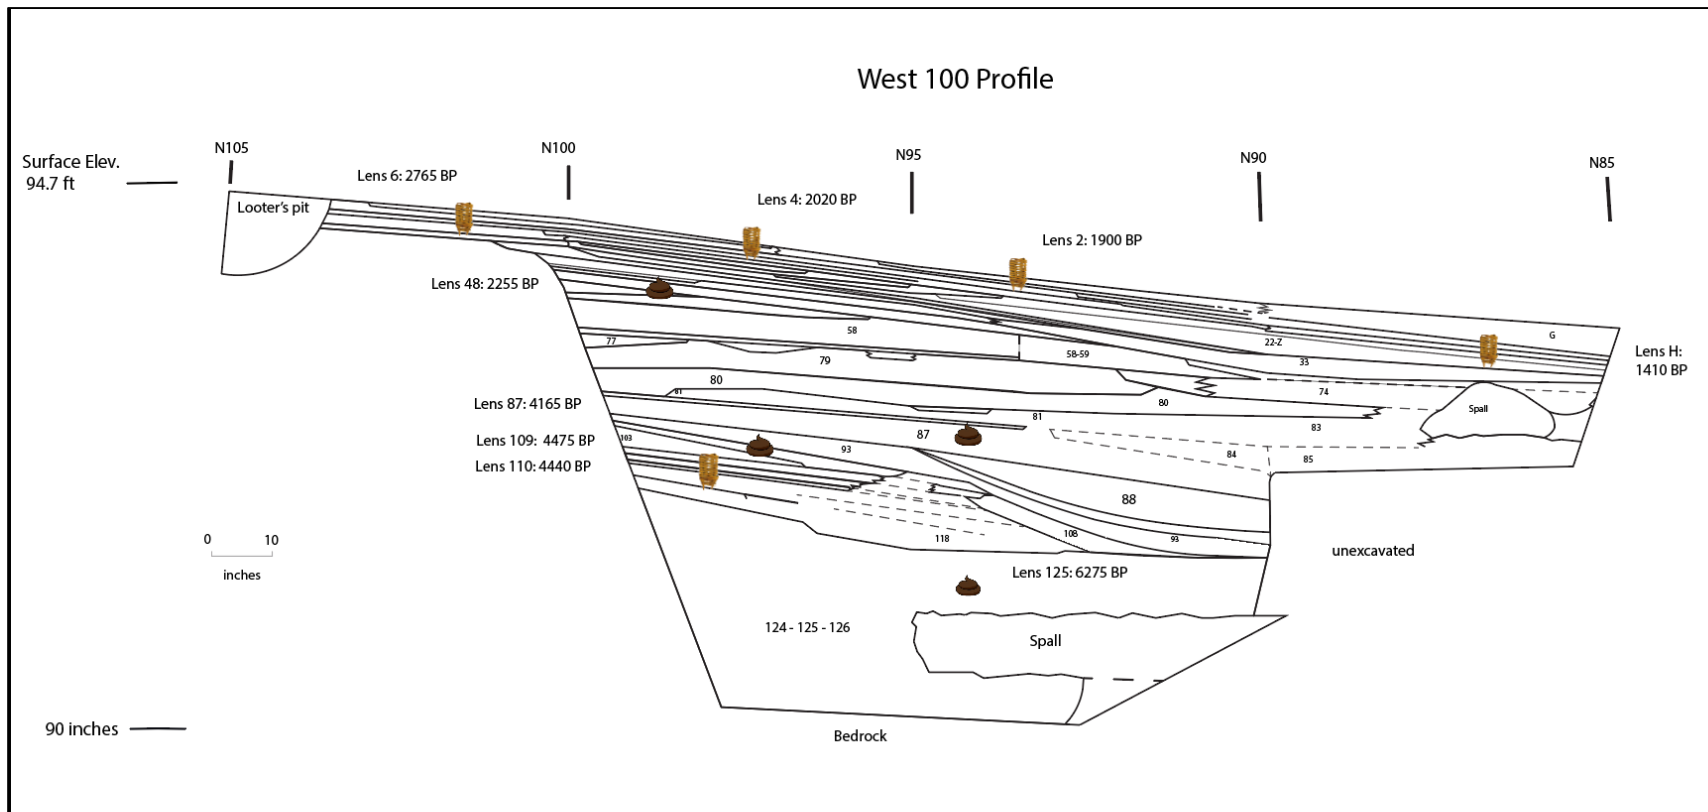 West 100 Profile
N105
N100
N95
N90
N85
Surface Elev.
94.7 ft
Lens 6: 2765 BP
Lens 4: 2020 BP
Looter's pit
Lens 2: 1900 BP
Lens 48: 2255 BP
G
58
22-Z
77
58-59
33
Lens H:
1410 BP
79
80
81
74
80
Spall
Lens 87: 4165 BP
81
83
87
Lens 109: 4475 BP
103
93
84
85
Lens 110: 4440 BP
88
0
10
118
108
93
unexcavated
inches
Lens 125: 6275 BP
124 - 125 - 126
Spall
90 inches
Bedrock